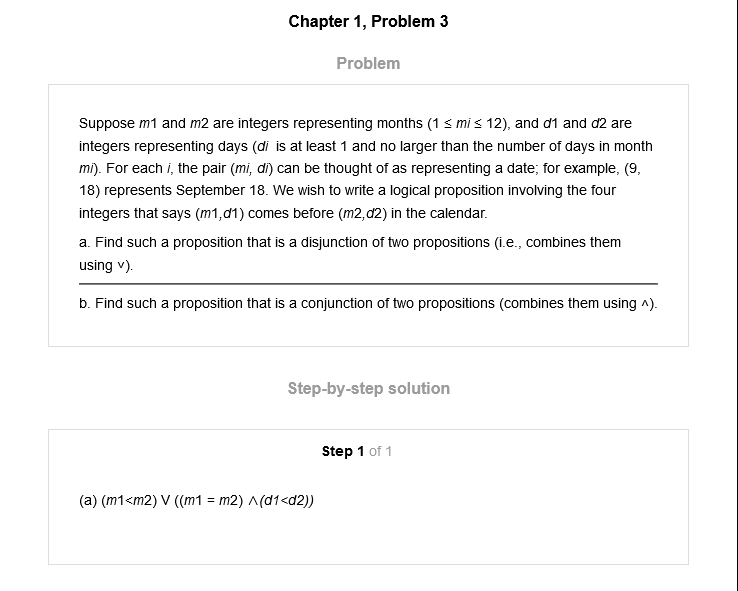 Chapter 1, Problem 3
Problem
Suppose m1 and m2 are integers representing months (1 ≤ mi ≤ 12), and d1 and d2 are
integers representing days (di is at least 1 and no larger than the number of days in month
mi). For each i, the pair (mi, di) can be thought of as representing a date; for example, (9,
18) represents September 18. We wish to write a logical proposition involving the four
integers that says (m1,d1) comes before (m2,d2) in the calendar.
a. Find such a proposition that is a disjunction of two propositions (i.e., combines them
using ∨).
b. Find such a proposition that is a conjunction of two propositions (combines them using ∧).
Step-by-step solution
Step 1 of 1
(a) (m1<m2) V ((m1 = m2) ∧(d1<d2))